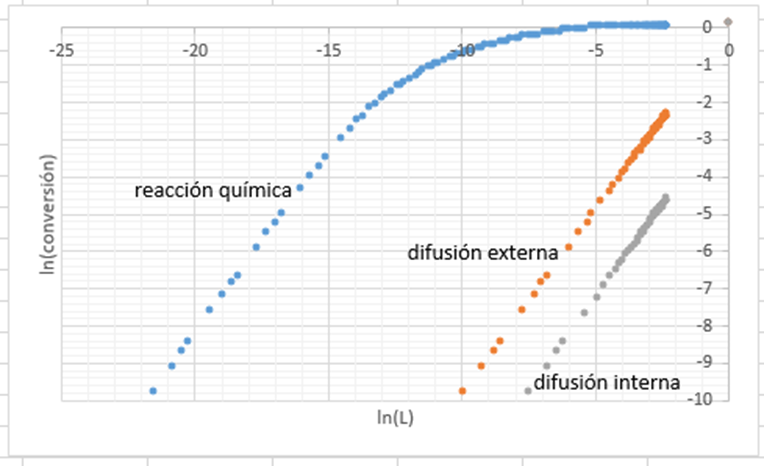 -25 -20 -15 -10 -5 0
0
-1
-2
-3
-4
-5
-6
-7
-8
-9
-10
reacción química
difusión externa
difusión interna
ln(conversión)
ln(L)